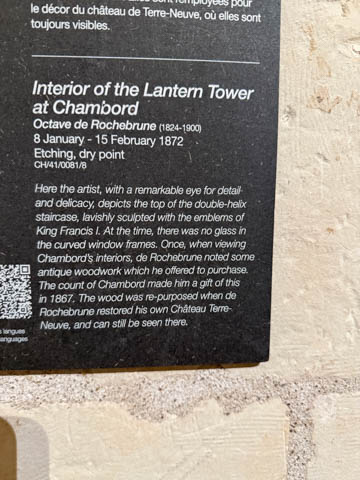 le décor du château de Terre-Neuve, où elles sont
toujours visibles.
Interior of the Lantern Tower
at Chambord
Octave de Rochebrune (1824-1900)
8 January - 15 February 1872
Etching, dry point
CH/41/0081/8
Here the artist, with a remarkable eye for detail
and delicacy, depicts the top of the double-helix
staircase, lavishly sculpted with the emblems of
King Francis I. At the time, there was no glass in
the curved window frames. Once, when viewing
Chambord's interiors, de Rochebrune noted some
antique woodwork which he offered to purchase.
The count of Chambord made him a gift of this
in 1867. The wood was re-purposed when de
Rochebrune restored his own Château Terre-
Neuve, and can still be seen there.
langues